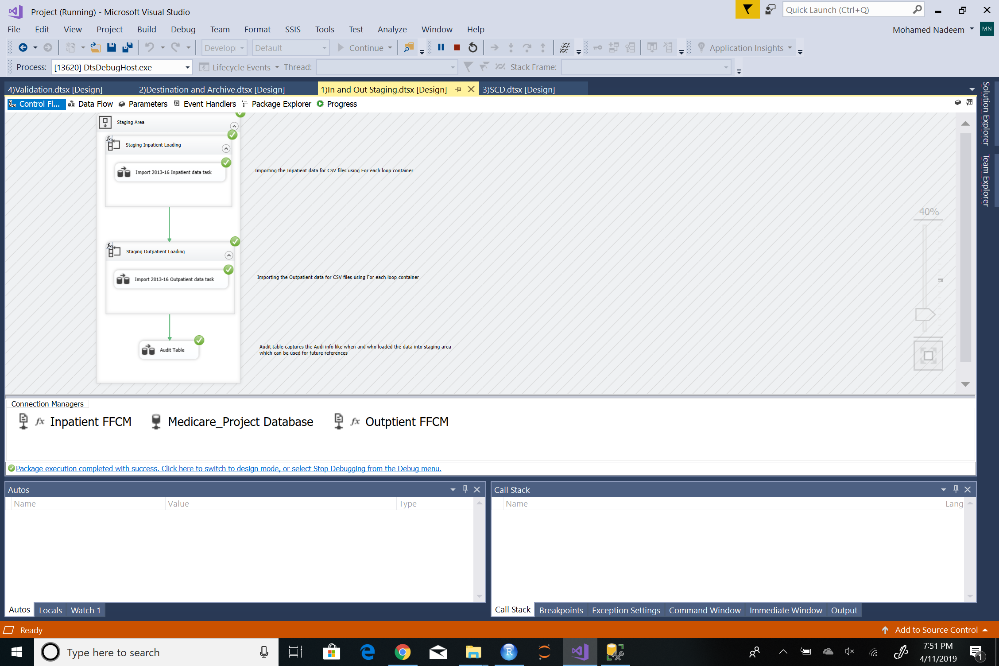 Project (Running) - Microsoft Visual Studio
Quick Launch (Ctrl+Q)
File Edit View Project Build Debug Team Format SSIS Tools Test Analyze Window Help
Mohamed Nadeem MN
Develop Default Continue Application Insights
Process: [13620] DtsDebugHost.exe Lifecycle Events Thread: Stack Frame:
4)Validation.dtsx [Design] 2)Destination and Archive.dtsx [Design] 1)In and Out Staging.dtsx [Design] 3)SCD.dtsx [Design]
Control Fl... Data Flow Parameters Event Handlers Package Explorer Progress
Solution Explorer
Team Explorer
Staging Area
fx Staging Inpatient Loading
Import 2013-16 Inpatient data task
Importing the Inpatient data for CSV files using For each loop container
40%
fx Staging Outpatient Loading
Import 2013-16 Outpatient data task
Importing the Outpatient data for CSV files using For each loop container
Audit Table
Audit table captures the Audi info like when and who loaded the data into staging area
which can be used for future references
Connection Managers
fx Inpatient FFCM Medicare_Project Database fx Outptient FFCM
Package execution completed with success. Click here to switch to design mode, or select Stop Debugging from the Debug menu.
Autos
Name Value Type
Call Stack
Name Lang
Autos Locals Watch 1
Call Stack Breakpoints Exception Settings Command Window Immediate Window Output
Ready
Add to Source Control
Type here to search
R
7:51 PM
4/11/2019
1